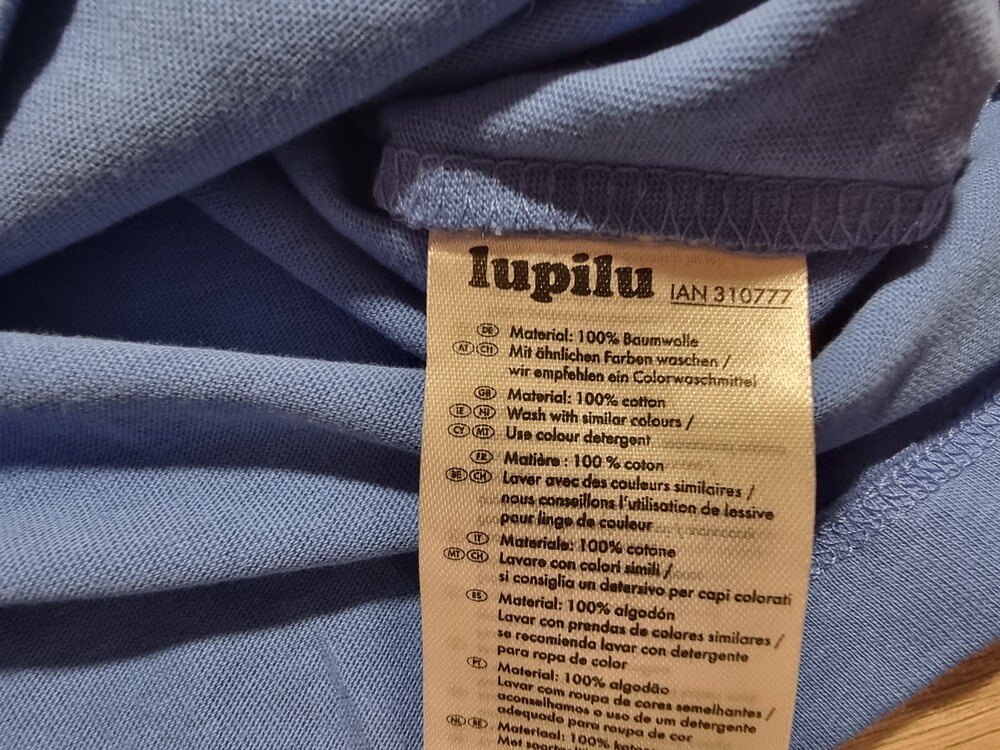 lupilu IAN 310777
DE Material: 100% Baumwolle
AT CH Mit ähnlichen Farben waschen /
wir empfehlen ein Colorwaschmittel
GB Material: 100% cotton
IE NI Wash with similar colours /
CY MT Use colour detergent
FR Matière : 100 % coton
BE CH Laver avec des couleurs similaires /
nous conseillons l'utilisation de lessive
pour linge de couleur
IT Materiale: 100% cotone
MT CH Lavare con colori simili /
si consiglia un detersivo per capi colorati
ES Material: 100% algodón
Lavar con prendas de colores similares /
se recomienda lavar con detergente
para ropa de color
PT Material: 100% algodão
Lavar com roupa de cores semelhantes /
aconselhamos o uso de um detergente
adequado para roupa de cor
NL BE Materiaal: 100%
Met